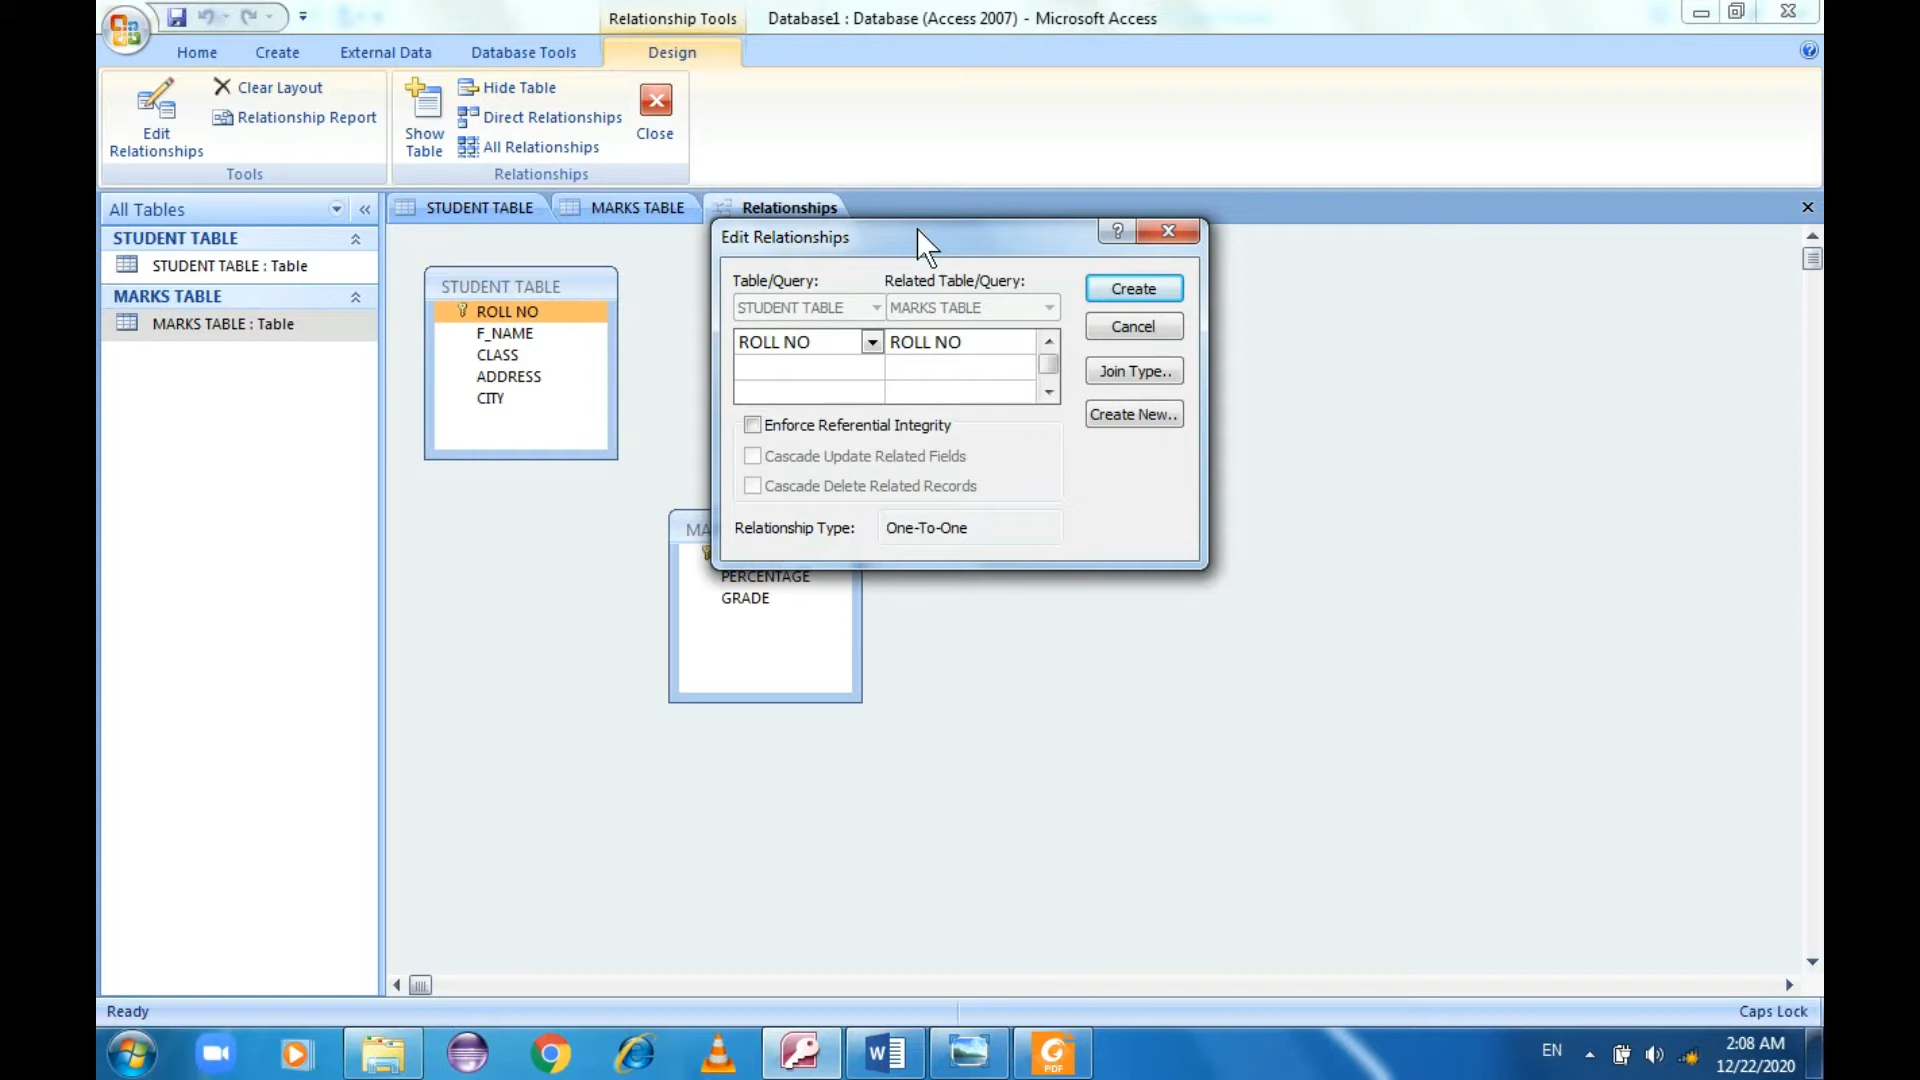 Relationship Tools
Database1 : Database (Access 2007) - Microsoft Access
Home
Create
External Data
Database Tools
Design
Edit
Relationships
Clear Layout
Relationship Report
Tools
Show
Table
Hide Table
Direct Relationships
All Relationships
Close
Relationships
All Tables
STUDENT TABLE
STUDENT TABLE : Table
MARKS TABLE
MARKS TABLE : Table
STUDENT TABLE
MARKS TABLE
Relationships
STUDENT TABLE
ROLL NO
F_NAME
CLASS
ADDRESS
CITY
MA
PERCENTAGE
GRADE
Edit Relationships
Table/Query:
Related Table/Query:
STUDENT TABLE
MARKS TABLE
ROLL NO
ROLL NO
Enforce Referential Integrity
Cascade Update Related Fields
Cascade Delete Related Records
Relationship Type:
One-To-One
Create
Cancel
Join Type..
Create New..
Ready
Caps Lock
EN
2:08 AM
12/22/2020
PDF